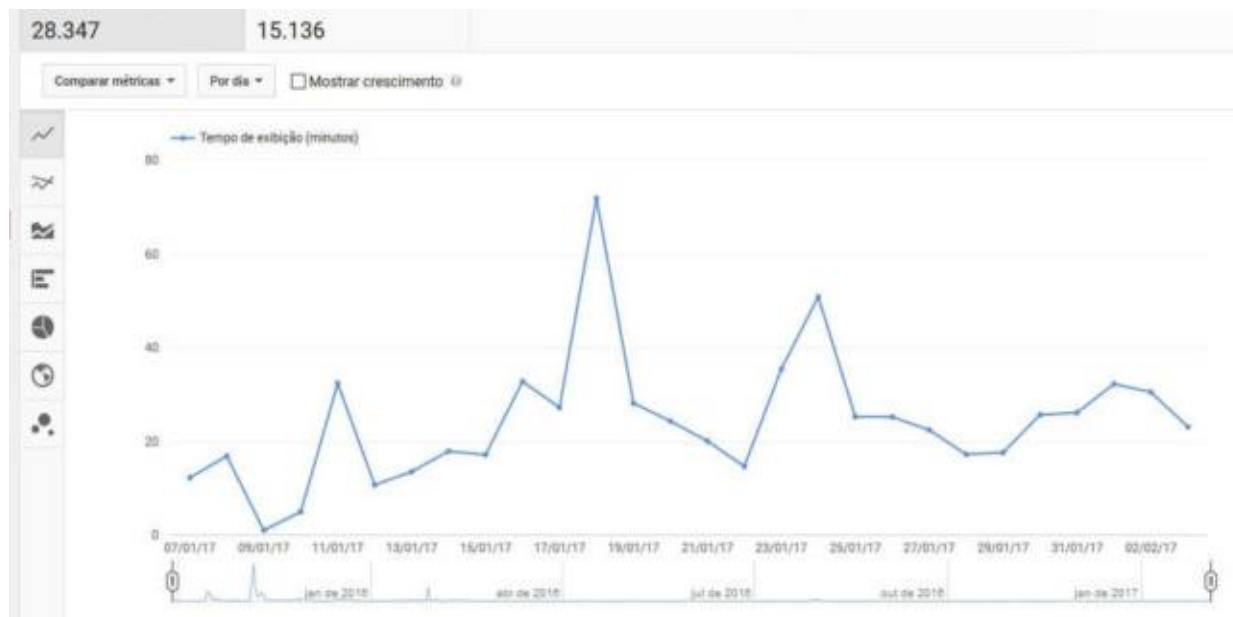 28.347 15.136
Comparar métricas Por dia Mostrar crescimento
Tempo de exibição (minutos)
80
60
40
20
0
07/01/17 09/01/17 11/01/17 13/01/17 15/01/17 17/01/17 19/01/17 21/01/17 23/01/17 25/01/17 27/01/17 29/01/17 31/01/17 02/02/17
jan de 2016 abr de 2016 jul de 2016 out de 2016 jan de 2017